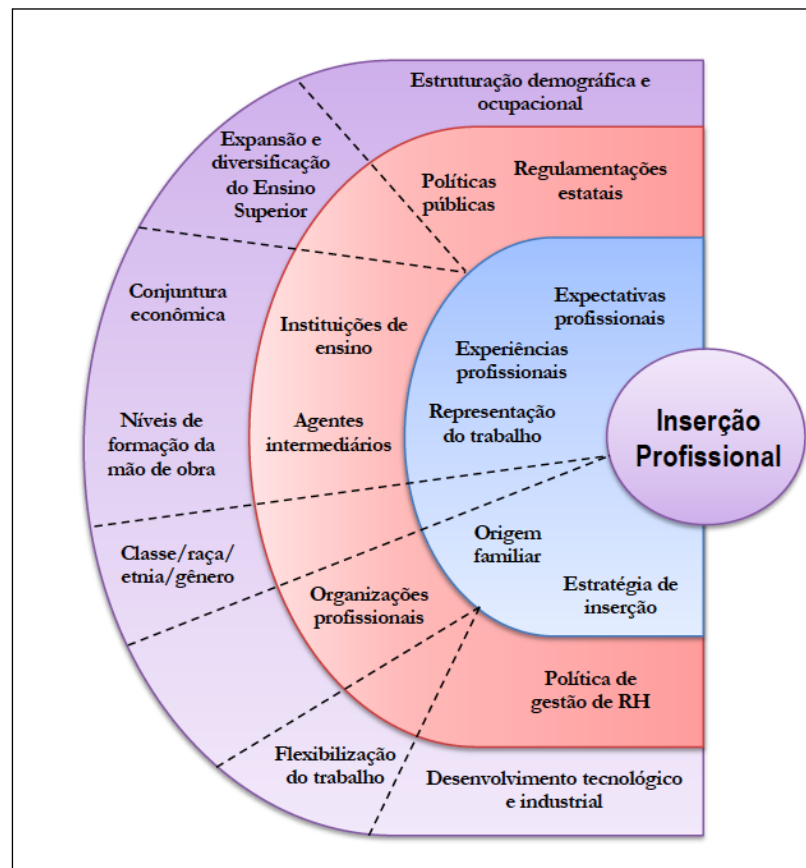 Estruturação demográfica e
ocupacional
Expansão e
diversificação
do Ensino
Superior
Políticas
públicas
Regulamentações
estatais
Conjuntura
econômica
Instituições de
ensino
Expectativas
profissionais
Experiências
profissionais
Níveis de
formação da
mão de obra
Agentes
intermediários
Representação
do trabalho
Inserção
Profissional
Classe/raça/
etnia/gênero
Origem
familiar
Organizações
profissionais
Estratégia de
inserção
Política de
gestão de RH
Flexibilização
do trabalho
Desenvolvimento tecnológico
e industrial